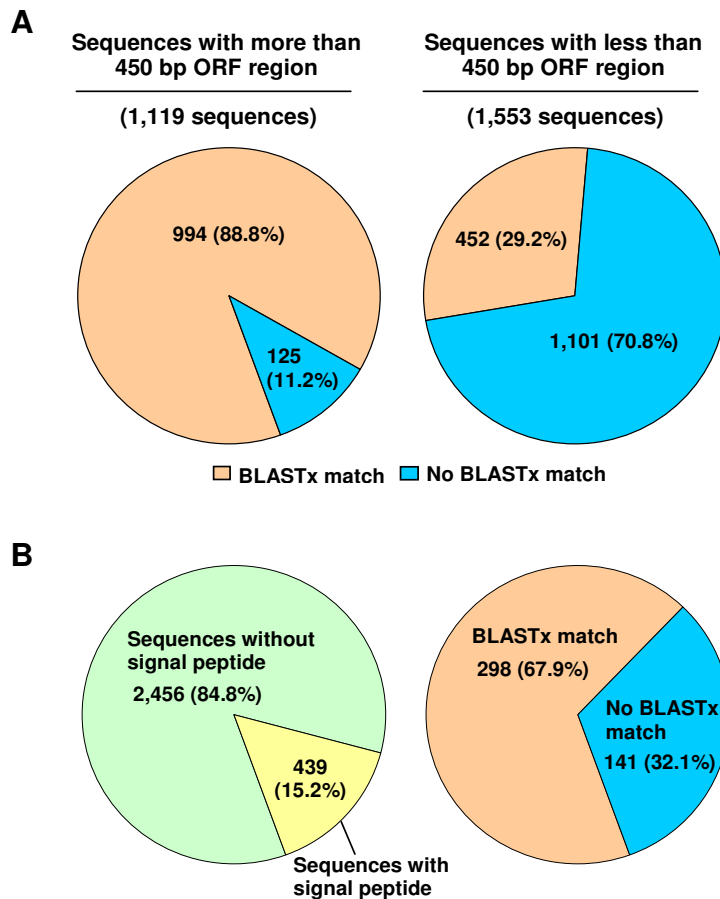 A
Sequences with more than
450 bp ORF region
(1,119 sequences)
Sequences with less than
450 bp ORF region
(1,553 sequences)
994 (88.8%)
125
(11.2%)
452 (29.2%)
1,101 (70.8%)
BLASTx match
No BLASTx match
B
Sequences without
signal peptide
2,456 (84.8%)
439
(15.2%)
Sequences with
signal peptide
BLASTx match
298 (67.9%)
No BLASTx
match
141 (32.1%)